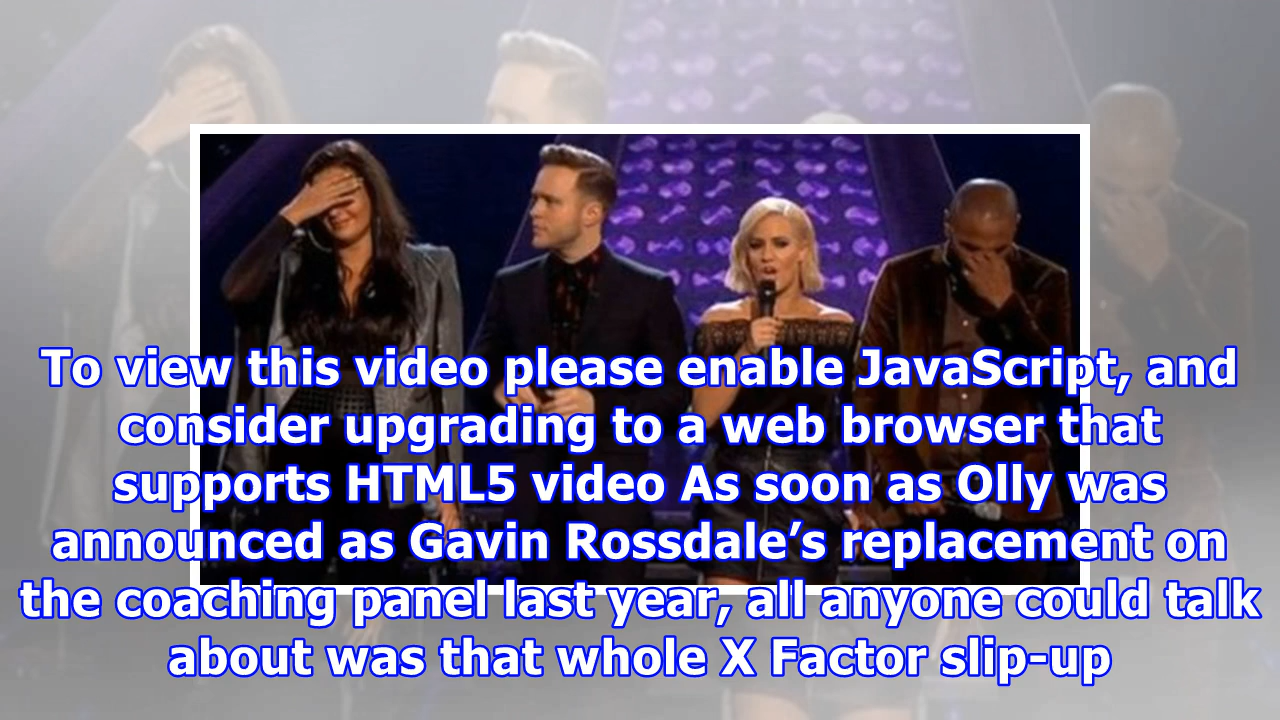 To view this video please enable JavaScript, and
consider upgrading to a web browser that
supports HTML5 video As soon as Olly was
announced as Gavin Rossdale’s replacement on
the coaching panel last year, all anyone could talk
about was that whole X Factor slip-up